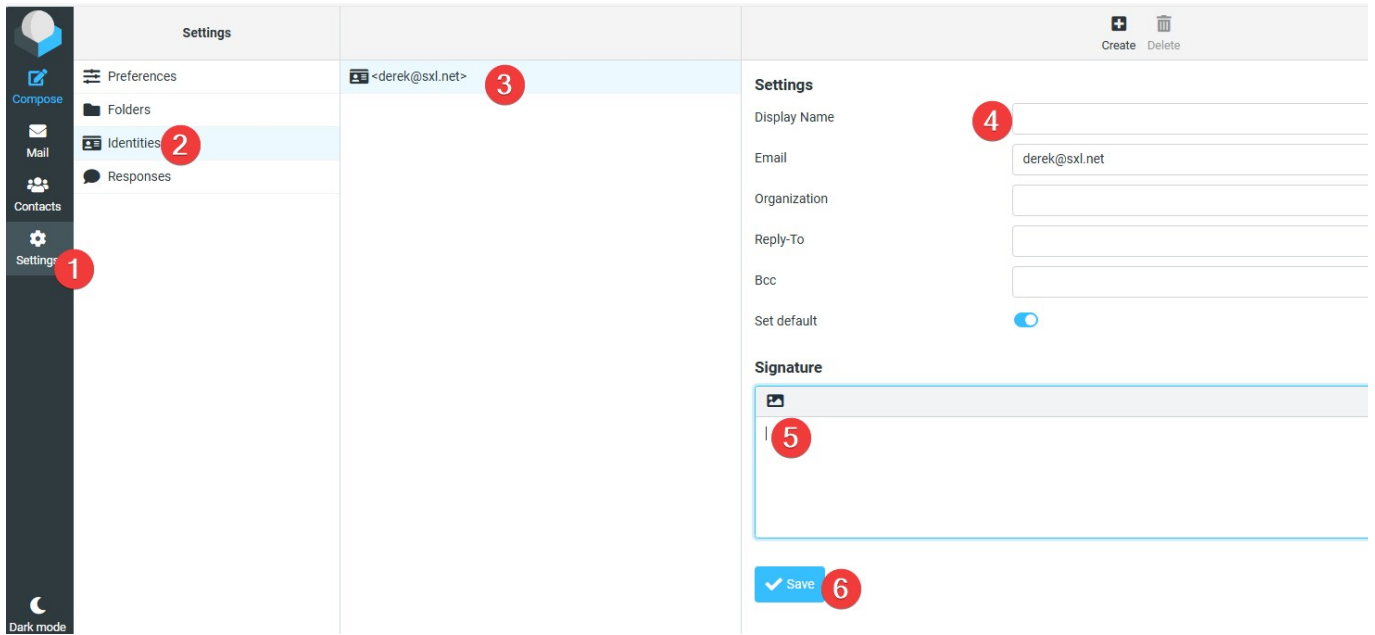 Settings
Create Delete
Compose
Mail
Contacts
Settings
1
Dark mode
Preferences
Folders
Identities
2
Responses
<derek@sxl.net>
3
Settings
Display Name
4
Email
derek@sxl.net
Organization
Reply-To
Bcc
Set default
Signature
5
Save
6